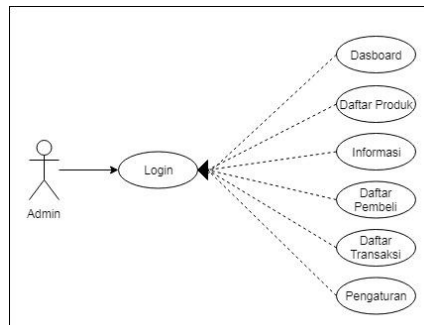 Dasboard
Daftar Produk
Informasi
Login
Admin
Daftar
Pembeli
Daftar
Transaksi
Pengaturan